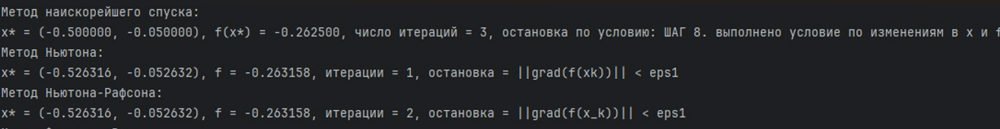 Метод наискорейшего спуска:
x* = (-0.500000, -0.050000), f(x*) = -0.262500, число итераций = 3, остановка по условию: ШАГ 8. выполнено условие по изменениям в x и f
Метод Ньютона:
x* = (-0.526316, -0.052632), f = -0.263158, итерации = 1, остановка = ||grad(f(xk))|| < eps1
Метод Ньютона-Рафсона:
x* = (-0.526316, -0.052632), f = -0.263158, итерации = 2, остановка = ||grad(f(x_k))|| < eps1